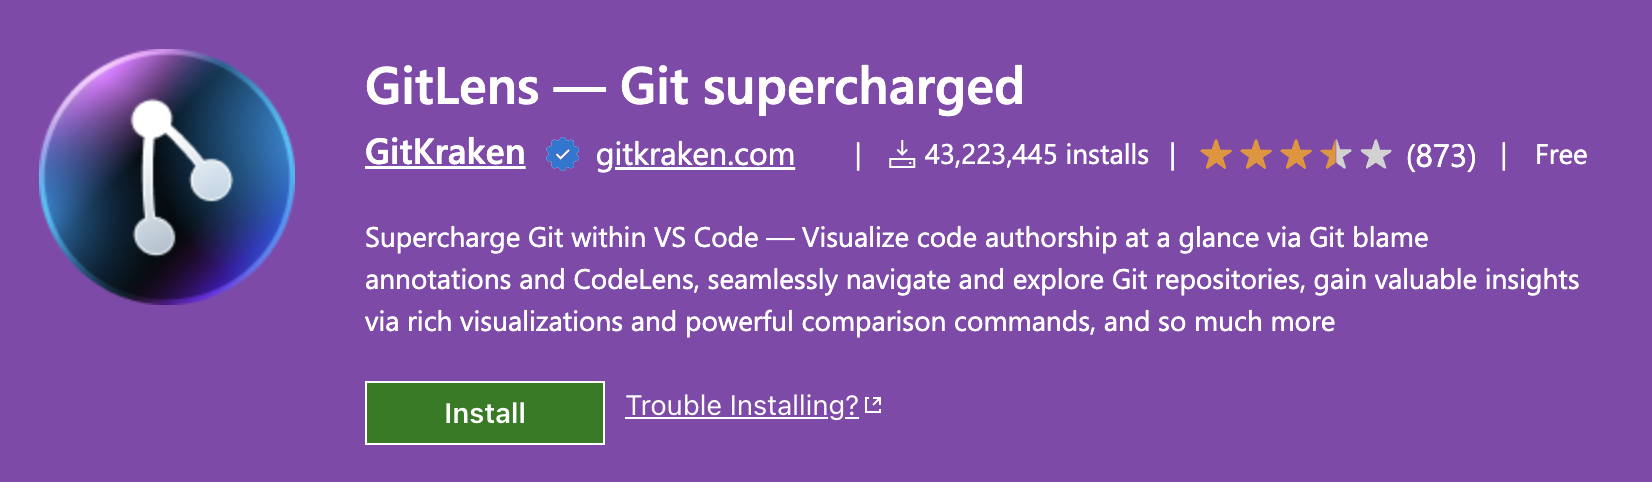 GitLens — Git supercharged
GitKraken gitkraken.com | 43,223,445 installs | (873) | Free
Supercharge Git within VS Code — Visualize code authorship at a glance via Git blame
annotations and CodeLens, seamlessly navigate and explore Git repositories, gain valuable insights
via rich visualizations and powerful comparison commands, and so much more
Install Trouble Installing?